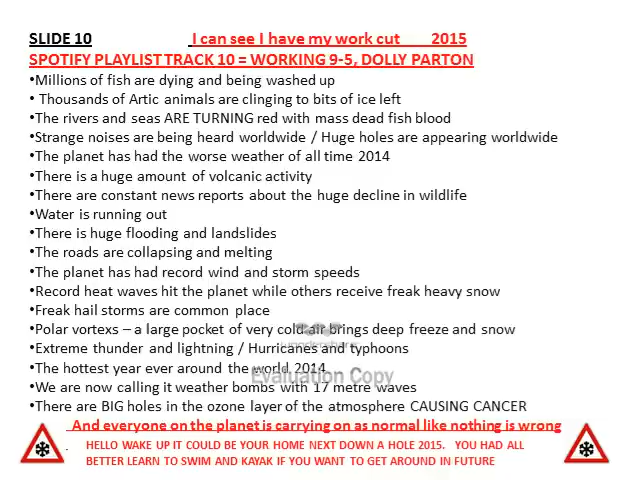 SLIDE 10 I can see I have my work cut 2015
SPOTIFY PLAYLIST TRACK 10 = WORKING 9-5, DOLLY PARTON
•Millions of fish are dying and being washed up
• Thousands of Artic animals are clinging to bits of ice left
•The rivers and seas ARE TURNING red with mass dead fish blood
•Strange noises are being heard worldwide / Huge holes are appearing worldwide
•The planet has had the worse weather of all time 2014
•There is a huge amount of volcanic activity
•There are constant news reports about the huge decline in wildlife
•Water is running out
•There is huge flooding and landslides
•The roads are collapsing and melting
•The planet has had record wind and storm speeds
•Record heat waves hit the planet while others receive freak heavy snow
•Freak hail storms are common place
•Polar vortexs – a large pocket of very cold air brings deep freeze and snow
•Extreme thunder and lightning / Hurricanes and typhoons
•The hottest year ever around the world 2014
Evaluation Copy
•We are now calling it weather bombs with 17 metre waves
•There are BIG holes in the ozone layer of the atmosphere CAUSING CANCER
And everyone on the planet is carrying on as normal like nothing is wrong
. HELLO WAKE UP IT COULD BE YOUR HOME NEXT DOWN A HOLE 2015. YOU HAD ALL
BETTER LEARN TO SWIM AND KAYAK IF YOU WANT TO GET AROUND IN FUTURE